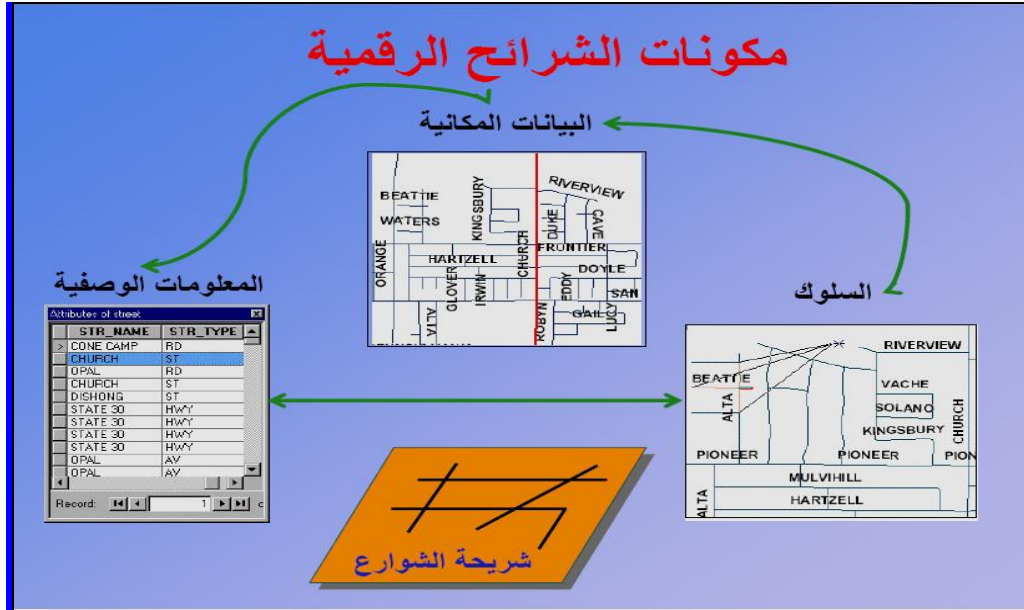 مكونات الشرائح الرقمية
البيانات المكانية
BEATTIE
WATERS
KINGSBURY
RIVERVIEW
DUKE
CAVE
ORANGE
HARTZELL
CHURCH
FRONTIER
DOYLE
GLOVER
IRWIN
EDDY
SAN
ALTA
ROBYN
GAIL
LUCY
المعلومات الوصفية
Attributes of street
STR_NAME STR_TYPE
CONE CAMP RD
CHURCH ST
OPAL RD
CHURCH ST
DISHONG ST
STATE 30 HWY
STATE 30 HWY
STATE 30 HWY
STATE 30 HWY
OPAL AV
OPAL AV
Record: 1
السلوك
RIVERVIEW
BEATTIE
ALTA
VACHE
SOLANO
KINGSBURY
CHURCH
PIONEER PIONEER PION
MULVIHILL
ALTA
HARTZELL
شريحة الشوارع